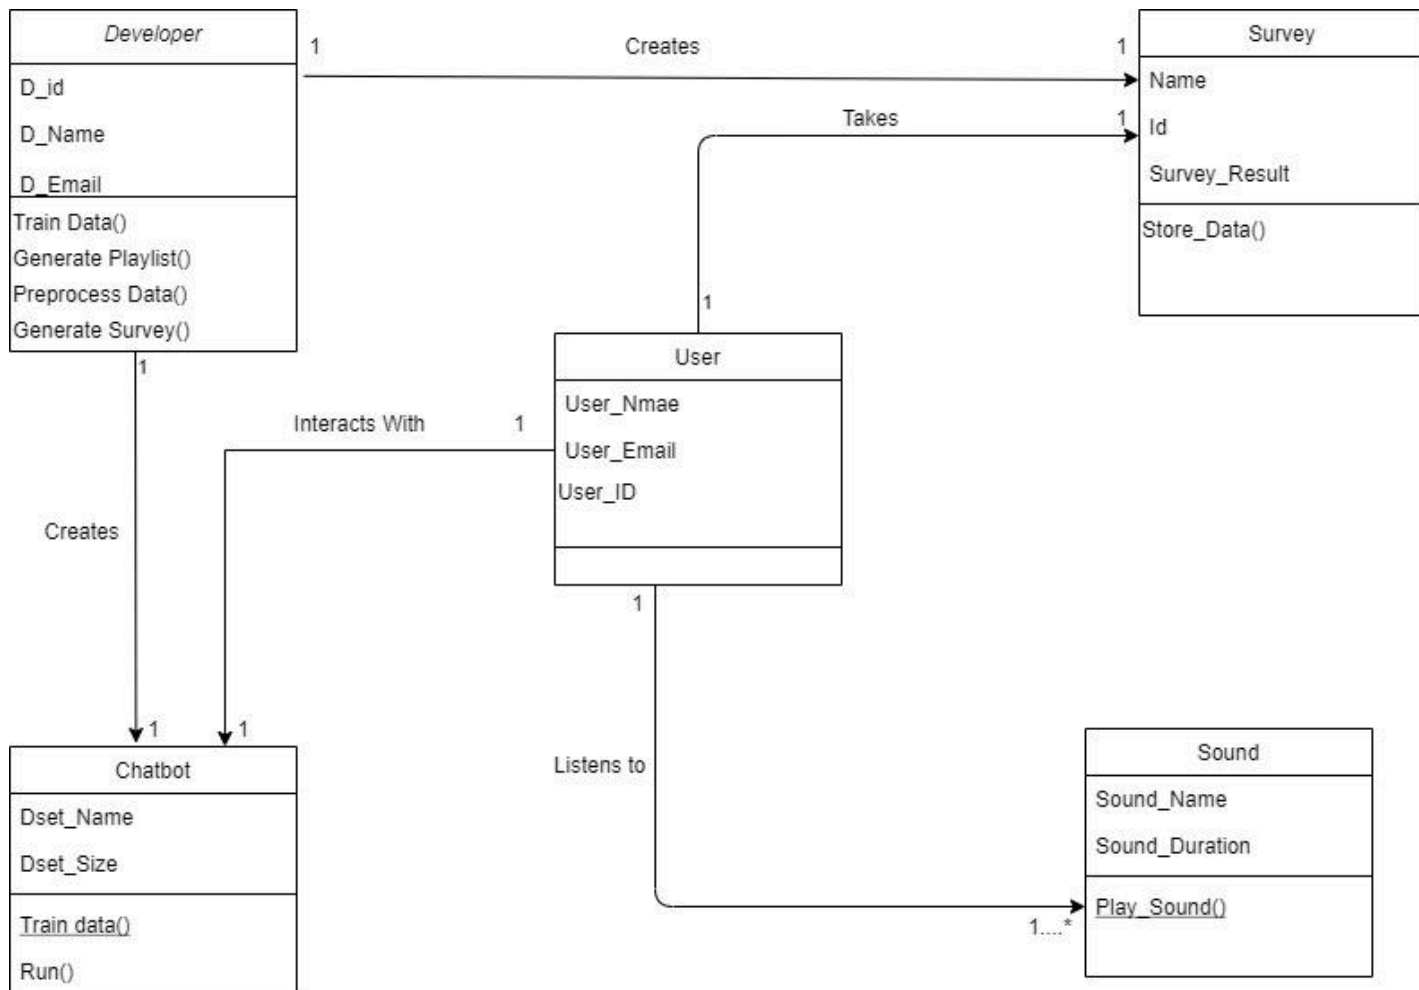 Developer
D_id
D_Name
D_Email
Train Data()
Generate Playlist()
Preprocess Data()
Generate Survey()
1
Creates
1
Survey
Name
Id
Survey_Result
Store_Data()
Takes
1
1
User
User_Nmae
User_Email
User_ID
1
Interacts With
1
Creates
1
1
Chatbot
Dset_Name
Dset_Size
Train data()
Run()
1
Listens to
1....*
Sound
Sound_Name
Sound_Duration
Play_Sound()